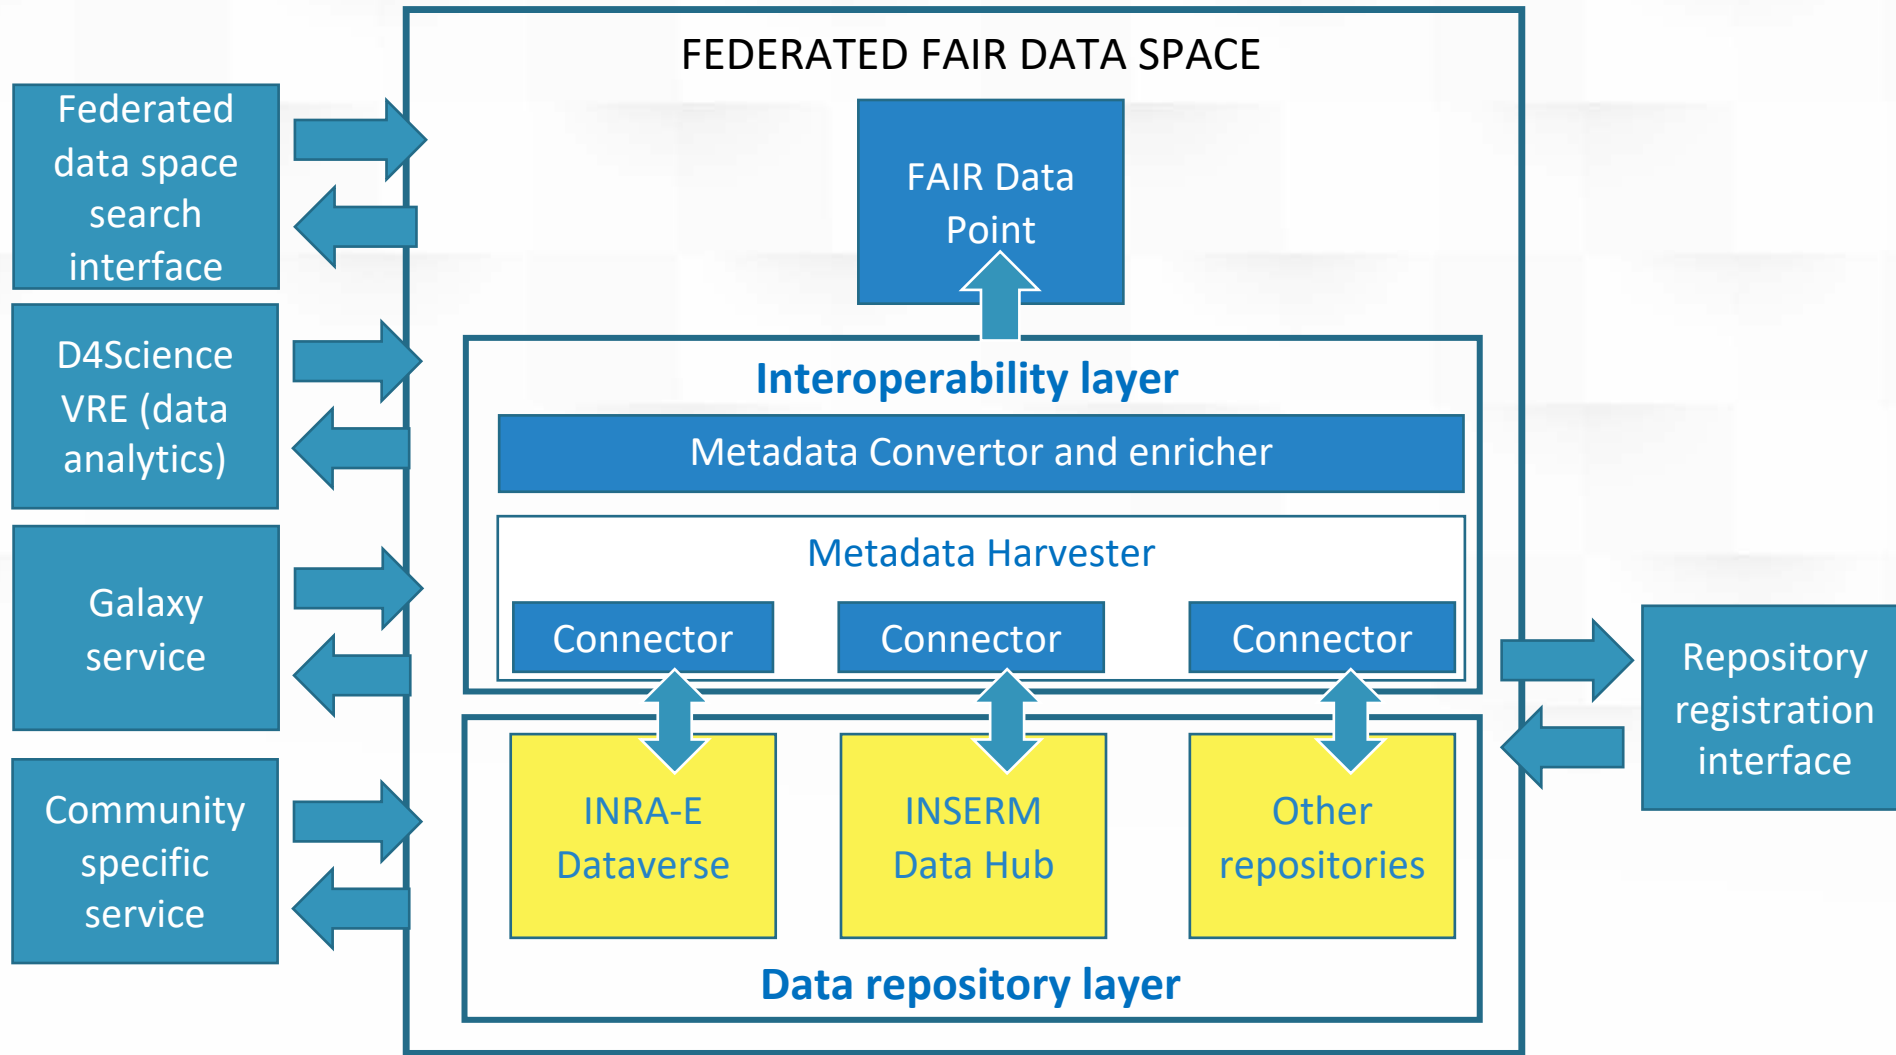 FEDERATED FAIR DATA SPACE
Federated
data space
search
interface
D4Science
VRE (data
analytics)
Galaxy
service
Community
specific
service
FAIR Data
Point
Interoperability layer
Metadata Convertor and enricher
Metadata Harvester
Connector
Connector
Connector
INRA-E
Dataverse
INSERM
Data Hub
Other
repositories
Data repository layer
Repository
registration
interface